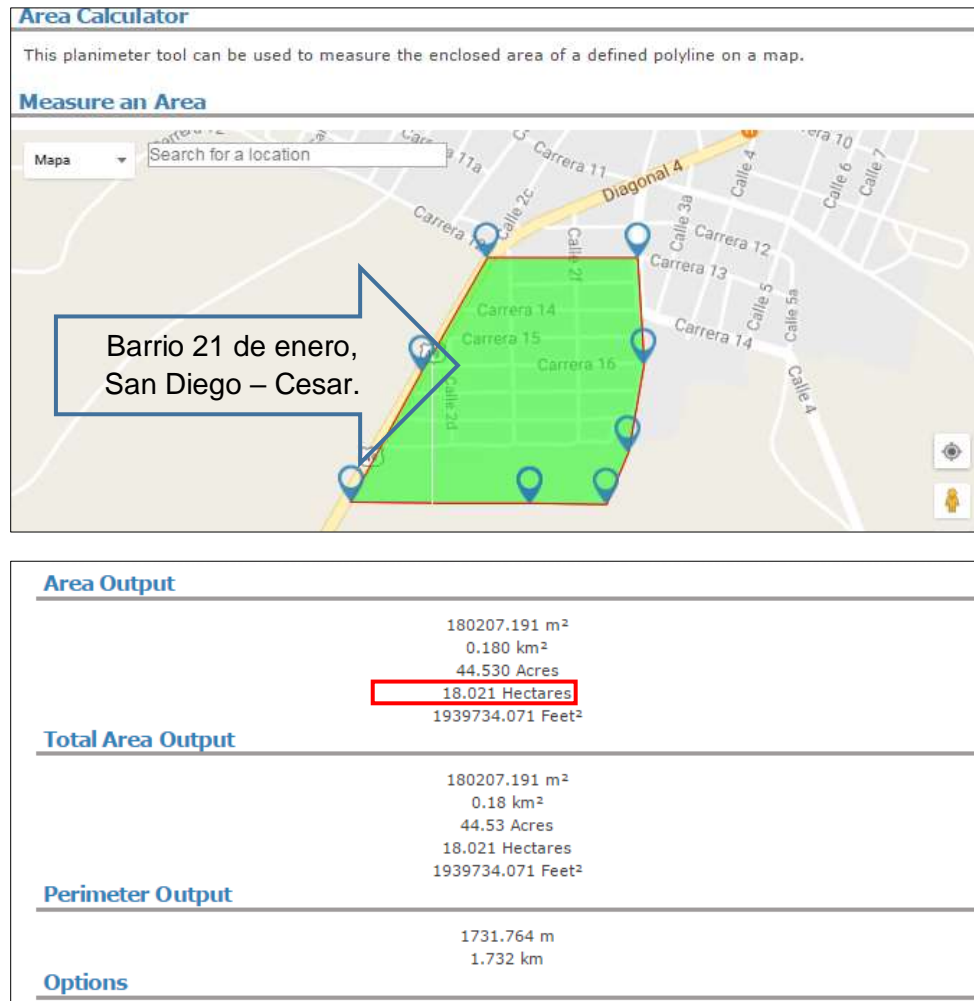 Area Calculator
This planimeter tool can be used to measure the enclosed area of a defined polyline on a map.
Measure an Area
Mapa
Search for a location
11a
Carrera 11
Diagonal 4
Calle 4
Carrera 10
Calle 6
Calle 7
Calle 2c
Carrera
Calle 2f
Calle 3a
Carrera 12
Carrera 13
Calle 5
Calle 5a
Carrera 14
Carrera 14
Carrera 15
Carrera 16
Calle 2d
Calle 4
Barrio 21 de enero,
San Diego – Cesar.
Area Output
180207.191 m²
0.180 km²
44.530 Acres
18.021 Hectares
1939734.071 Feet²
Total Area Output
180207.191 m²
0.18 km²
44.53 Acres
18.021 Hectares
1939734.071 Feet²
Perimeter Output
1731.764 m
1.732 km
Options